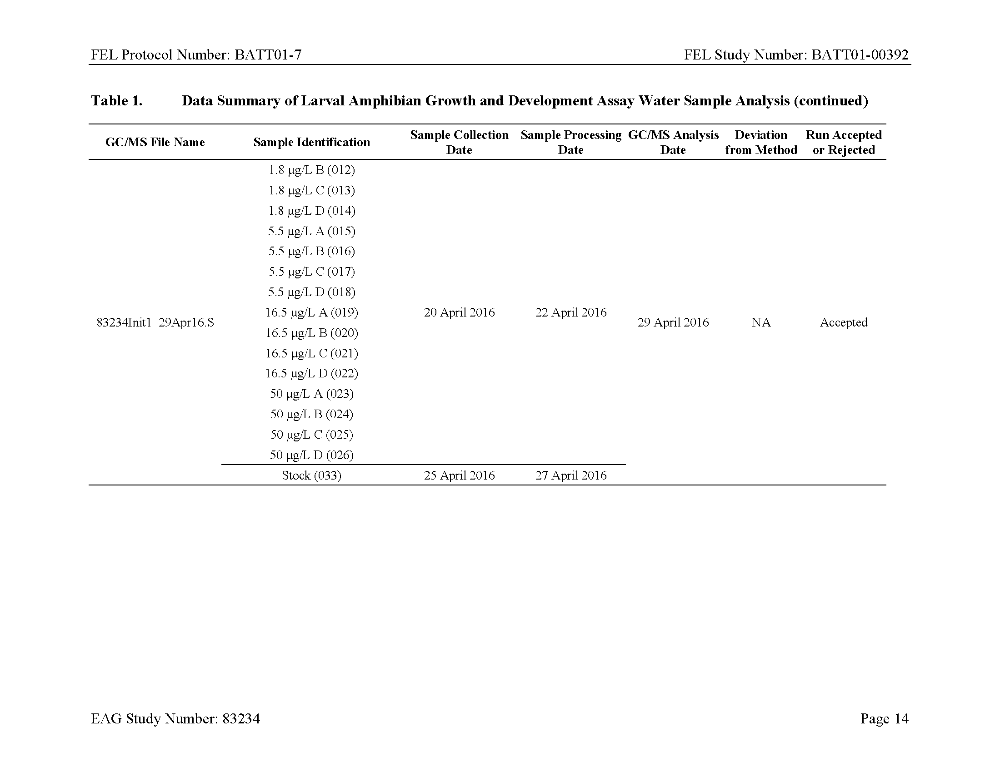 FEL Protocol Number: BATT01-7 FEL Study Number: BATT01-00392
Table 1. Data Summary of Larval Amphibian Growth and Development Assay Water Sample Analysis (continued)
GC/MS File Name Sample Identification Sample Collection Date Sample Processing Date GC/MS Analysis Date Deviation from Method Run Accepted or Rejected
1.8 µg/L B (012)
1.8 µg/L C (013)
1.8 µg/L D (014)
5.5 µg/L A (015)
5.5 µg/L B (016)
5.5 µg/L C (017)
5.5 µg/L D (018)
16.5 µg/L A (019) 20 April 2016 22 April 2016
83234Init1_29Apr16.S 29 April 2016 NA Accepted
16.5 µg/L B (020)
16.5 µg/L C (021)
16.5 µg/L D (022)
50 µg/L A (023)
50 µg/L B (024)
50 µg/L C (025)
50 µg/L D (026)
Stock (033) 25 April 2016 27 April 2016
EAG Study Number: 83234 Page 14